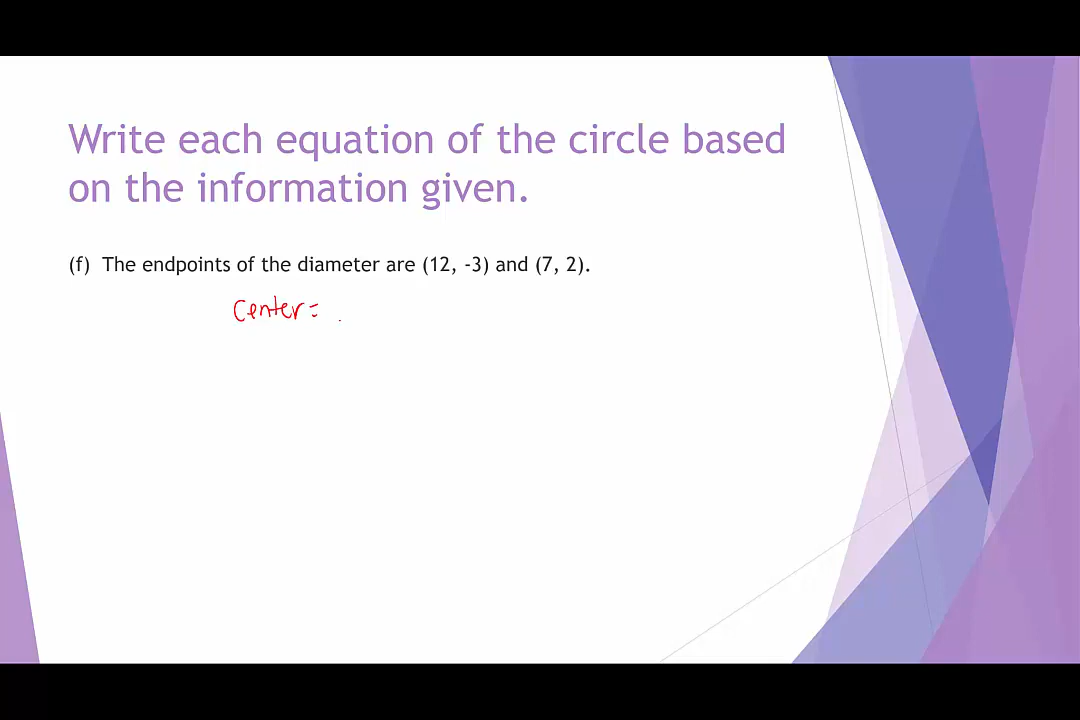 Write each equation of the circle based
on the information given.
(f) The endpoints of the diameter are (12, -3) and (7, 2).
Center =